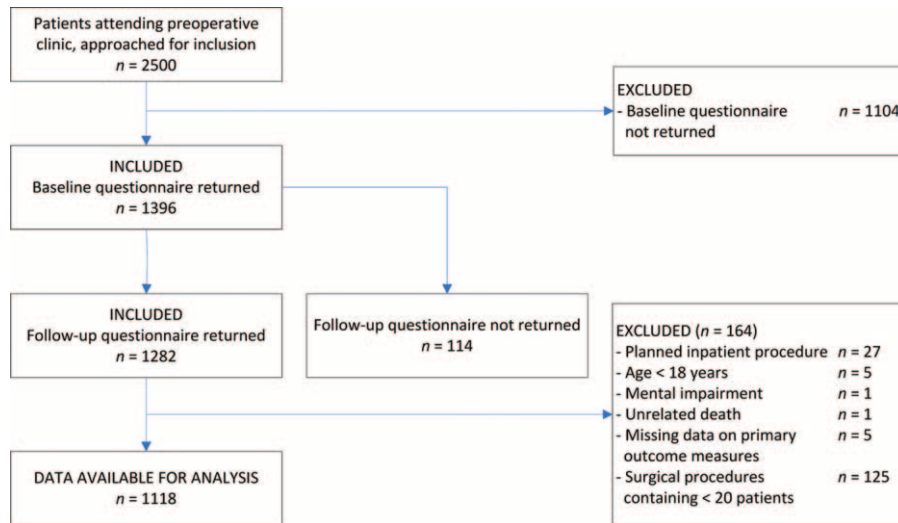 Patients attending preoperative
clinic, approached for inclusion
n = 2500
EXCLUDED
- Baseline questionnaire n = 1104
not returned
INCLUDED
Baseline questionnaire returned
n = 1396
INCLUDED
Follow-up questionnaire returned
n = 1282
Follow-up questionnaire not returned
n = 114
EXCLUDED (n = 164)
- Planned inpatient procedure n = 27
- Age < 18 years n = 5
- Mental impairment n = 1
- Unrelated death n = 1
- Missing data on primary n = 5
outcome measures
- Surgical procedures n = 125
containing < 20 patients
DATA AVAILABLE FOR ANALYSIS
n = 1118